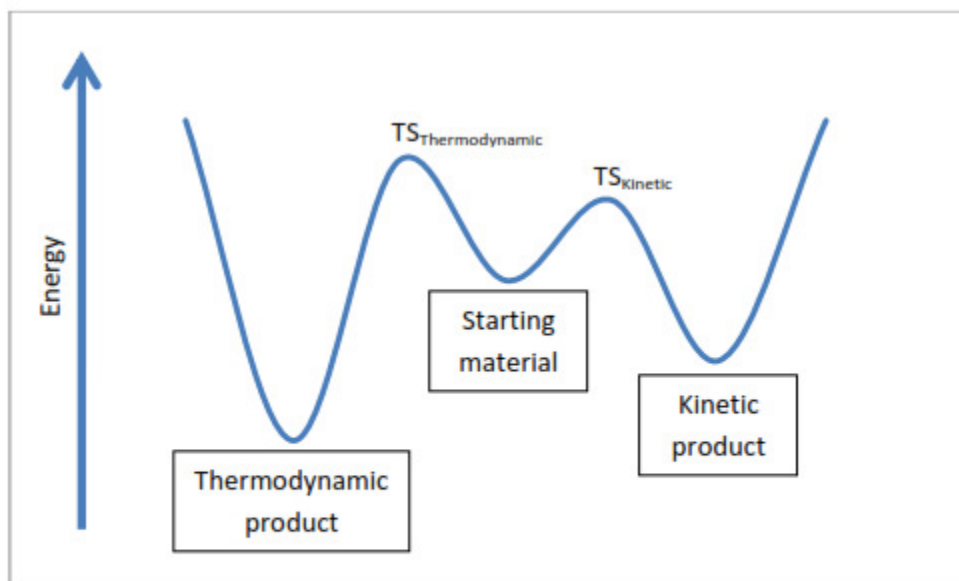 TSThermodynamic
TSKinetic
Energy
Starting
material
Kinetic
product
Thermodynamic
product